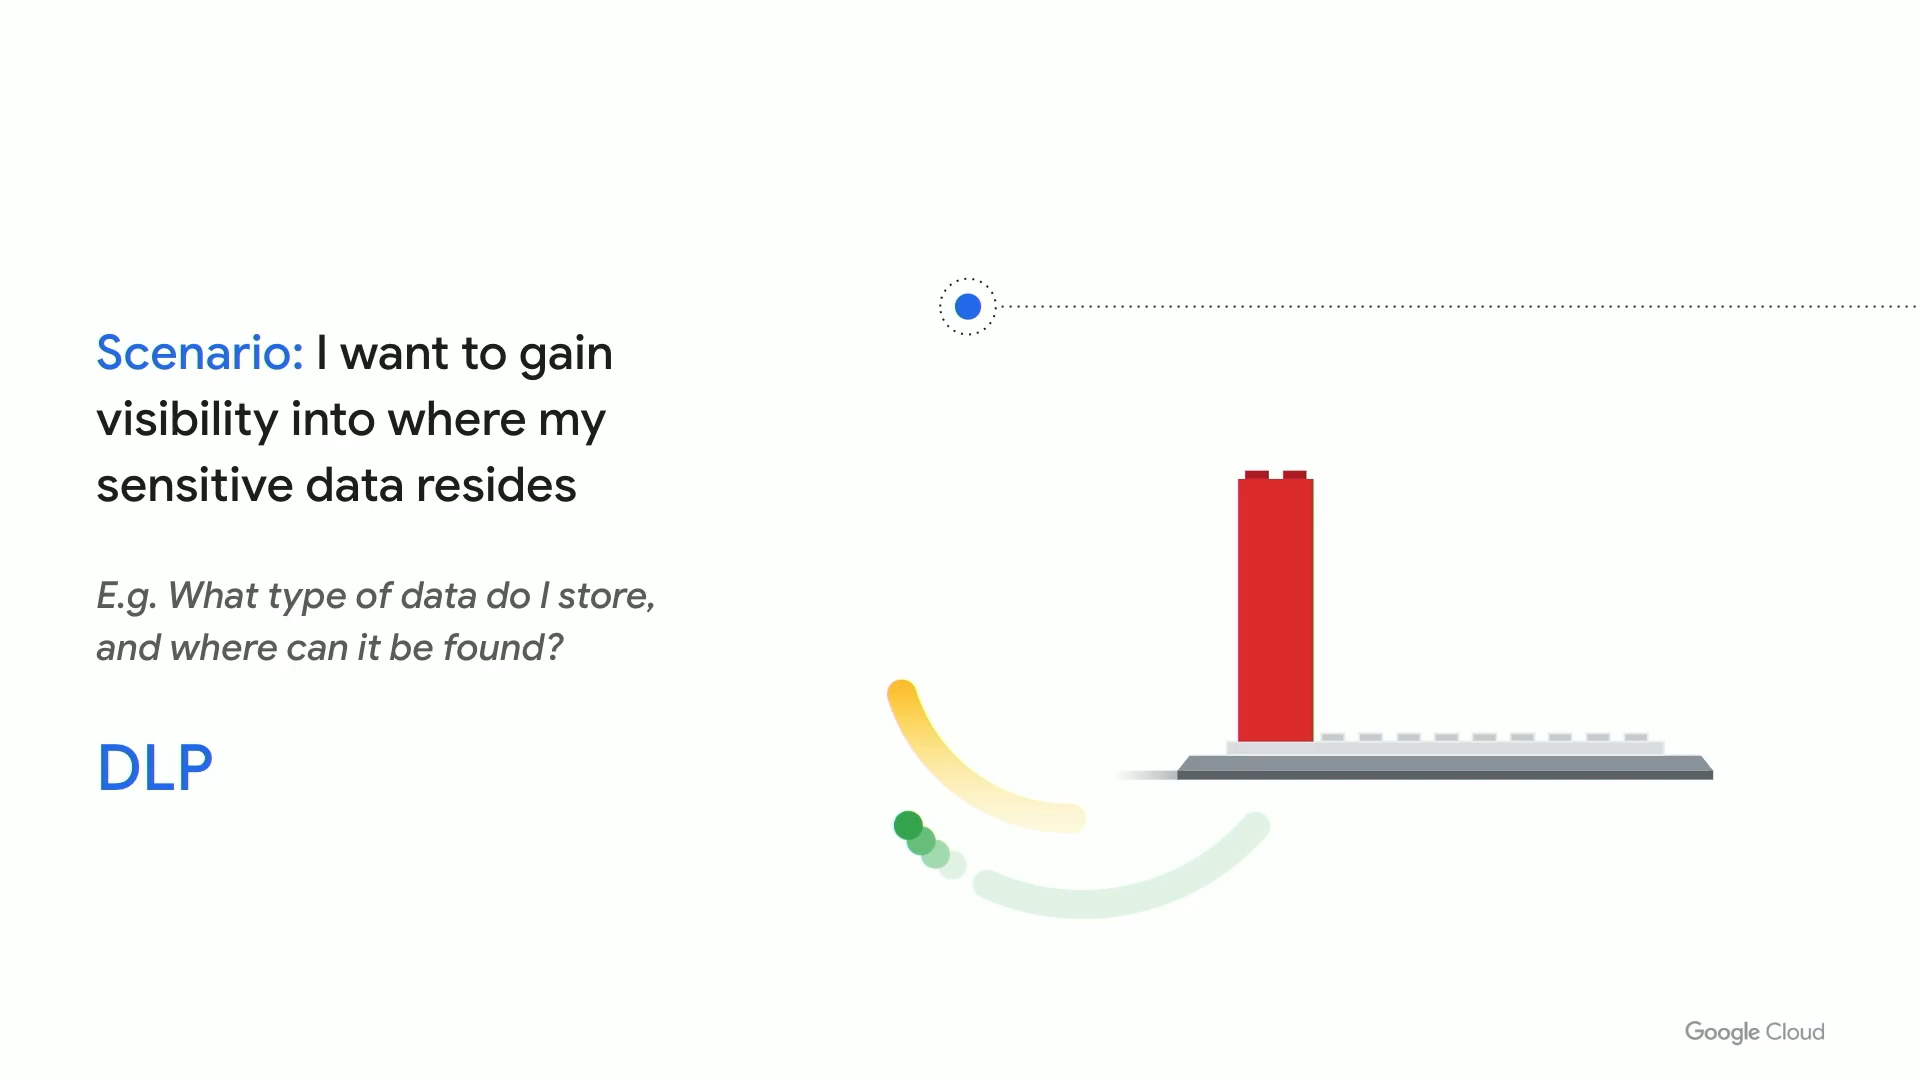 Scenario: I want to gain
visibility into where my
sensitive data resides
E.g. What type of data do I store,
and where can it be found?
DLP
Google Cloud